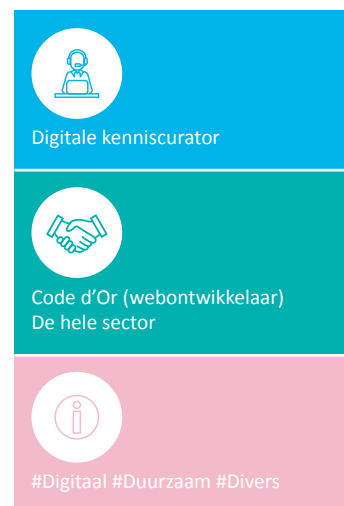 Digitale kenniscurator
Code d’Or (webontwikkelaar)
De hele sector
#Digitaal #Duurzaam #Divers